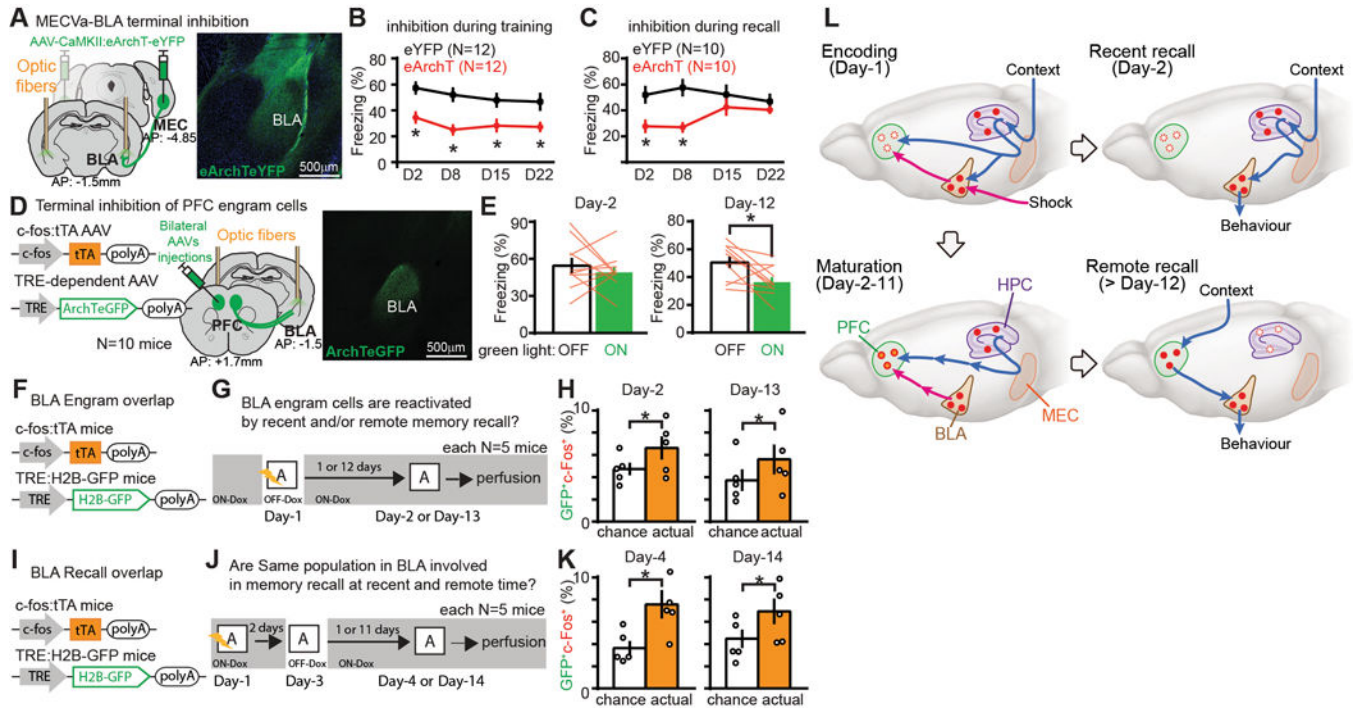 A
MECVa-BLA terminal inhibition
AAV-CaMKII:eArchT-eYFP
Optic
fibers
MEC
AP: -4.85
BLA
AP: -1.5mm
BLA
eArchTeYFP
500μm
B
inhibition during training
eYFP (N=12)
eArchT (N=12)
Freezing (%)
80
60
40
20
0
* * * *
D2 D8 D15 D22
C
inhibition during recall
eYFP (N=10)
eArchT (N=10)
Freezing (%)
80
60
40
20
0
* *
D2 D8 D15 D22
D
Terminal inhibition of PFC engram cells
c-fos:tTA AAV
c-fos tTA polyA
TRE-dependent AAV
TRE ArchTeGFP polyA
N=10 mice
Bilateral
AAVs
injections
Optic fibers
PFC
AP: +1.7mm
BLA
AP: -1.5
BLA
ArchTeGFP
500μm
E
Day-2
Freezing (%)
90
60
30
0
Day-12
*
Freezing (%)
80
60
40
20
0
green light: OFF ON
OFF ON
F
BLA Engram overlap
c-fos:tTA mice
c-fos tTA polyA
TRE:H2B-GFP mice
TRE H2B-GFP polyA
G
BLA engram cells are reactivated
by recent and/or remote memory recall?
each N=5 mice
A
1 or 12 days
A
perfusion
ON-Dox
OFF-Dox
ON-Dox
Day-1
Day-2 or Day-13
H
Day-2
Day-13
GFP+c-Fos+ (%)
10
0
*
*
chance actual
chance actual
I
BLA Recall overlap
c-fos:tTA mice
c-fos tTA polyA
TRE:H2B-GFP mice
TRE H2B-GFP polyA
J
Are Same population in BLA involved
in memory recall at recent and remote time?
each N=5 mice
A
2 days
A
1 or 11 days
A
perfusion
ON-Dox
OFF-Dox
ON-Dox
Day-1
Day-3
Day-4 or Day-14
K
Day-4
Day-14
GFP+c-Fos+ (%)
10
0
*
*
chance actual
chance actual
L
Encoding
(Day-1)
Context
Shock
Recent recall
(Day-2)
Context
Behaviour
Maturation
(Day-2-11)
HPC
PFC
BLA
MEC
Remote recall
(> Day-12)
Context
Behaviour